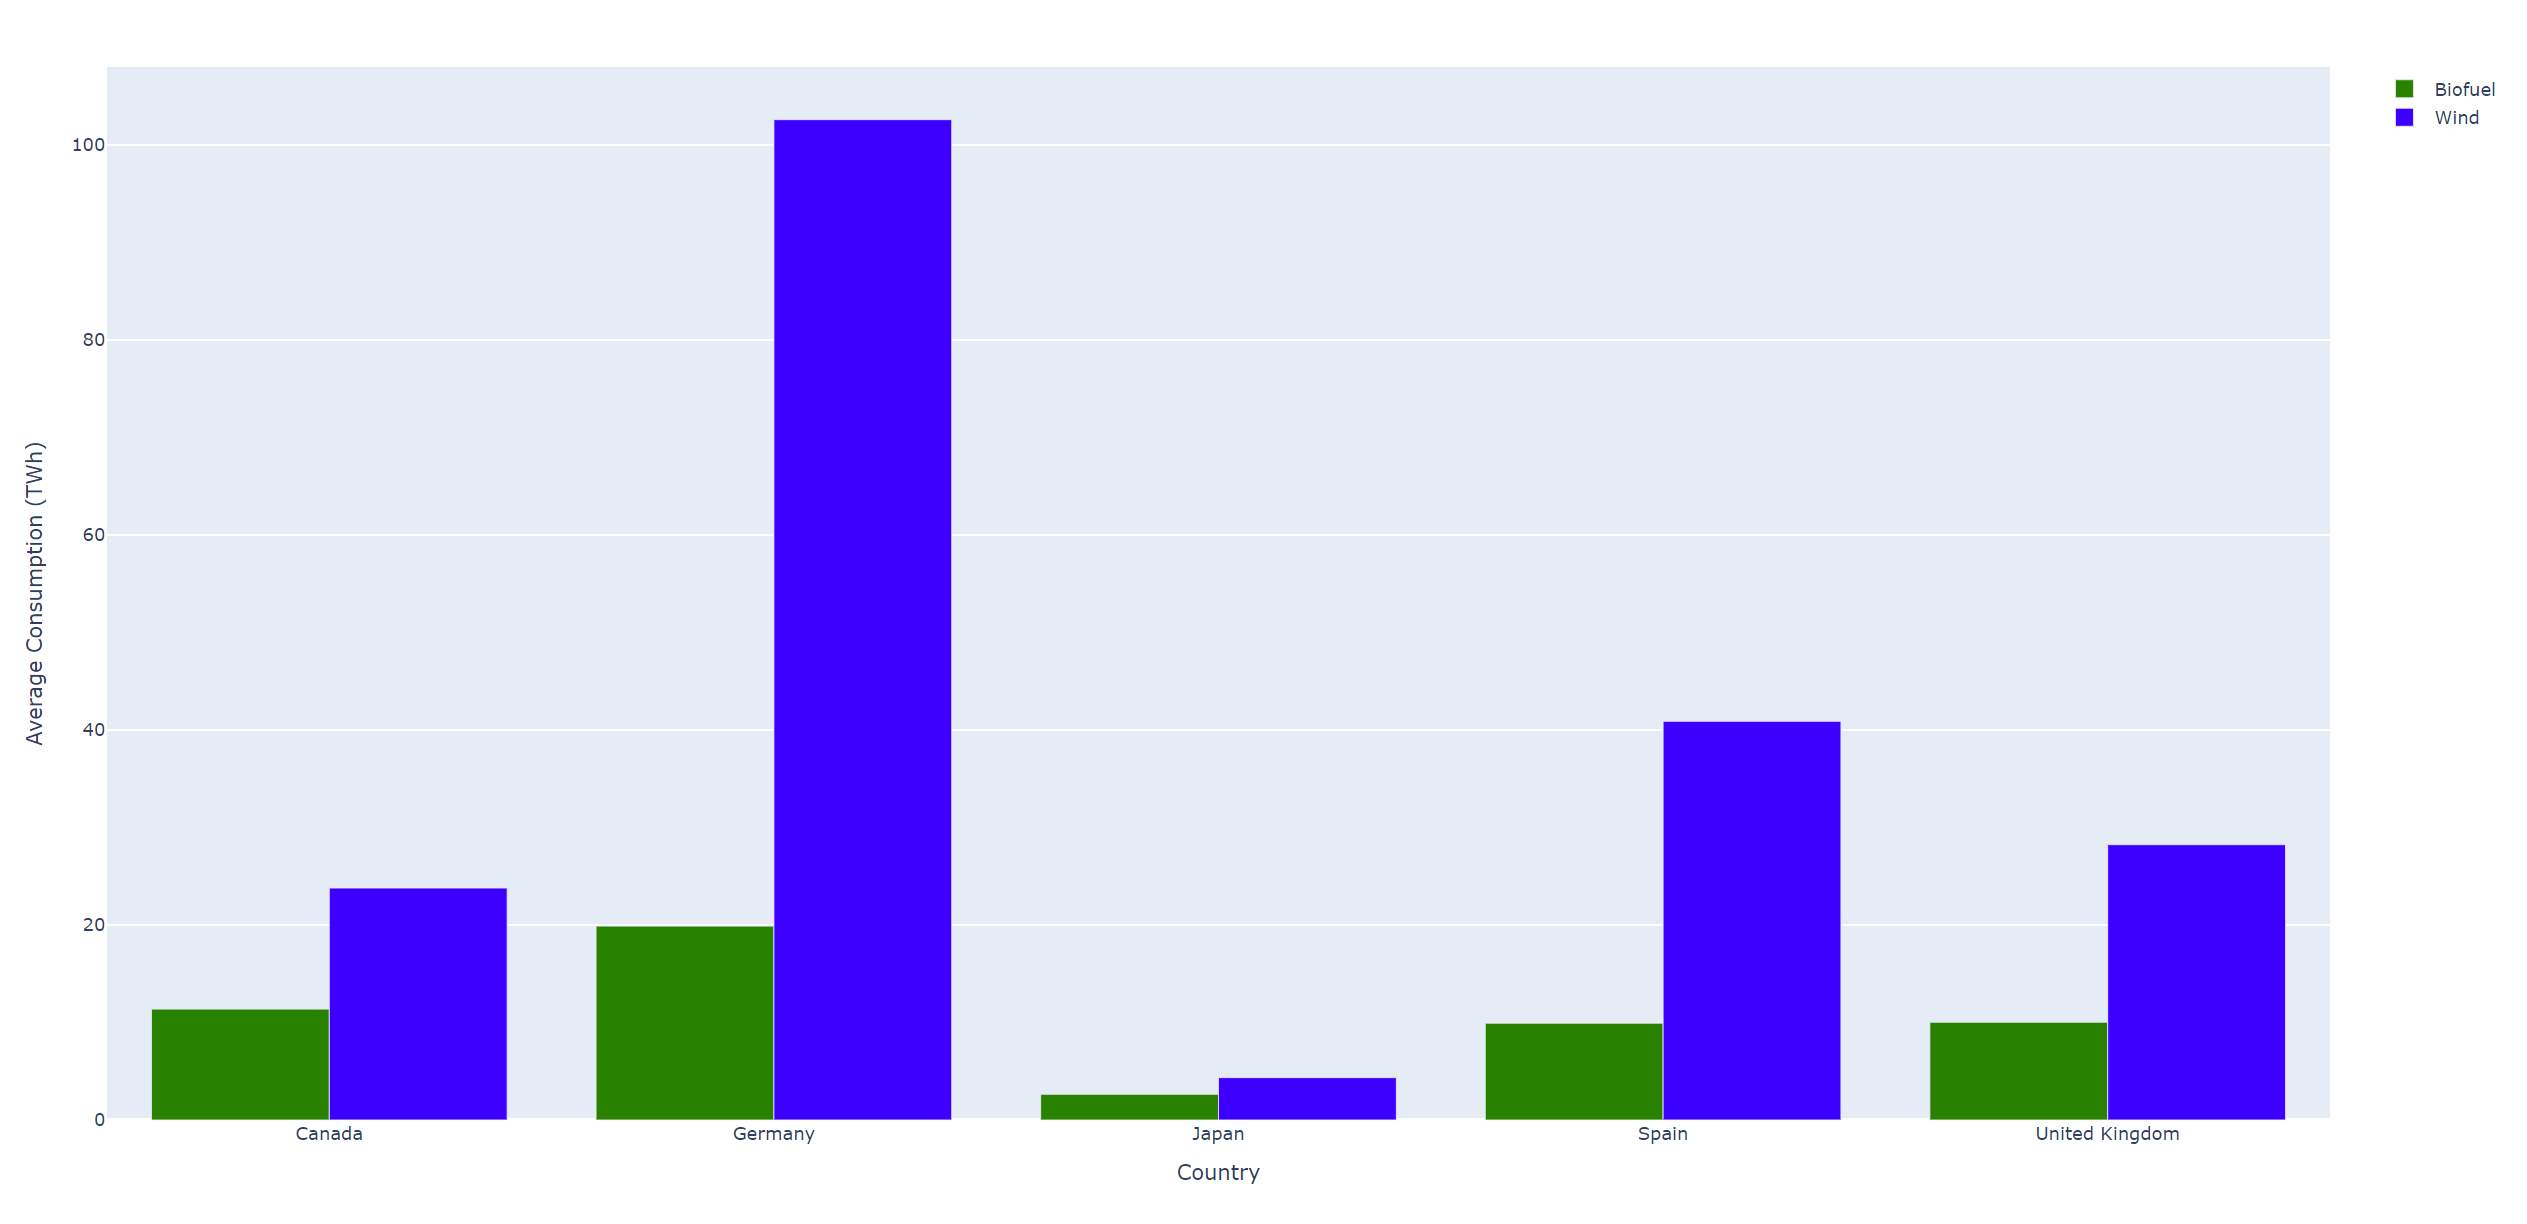 Biofuel
Wind
Average Consumption (TWh)
100
80
60
40
20
0
Canada Germany Japan Spain United Kingdom
Country